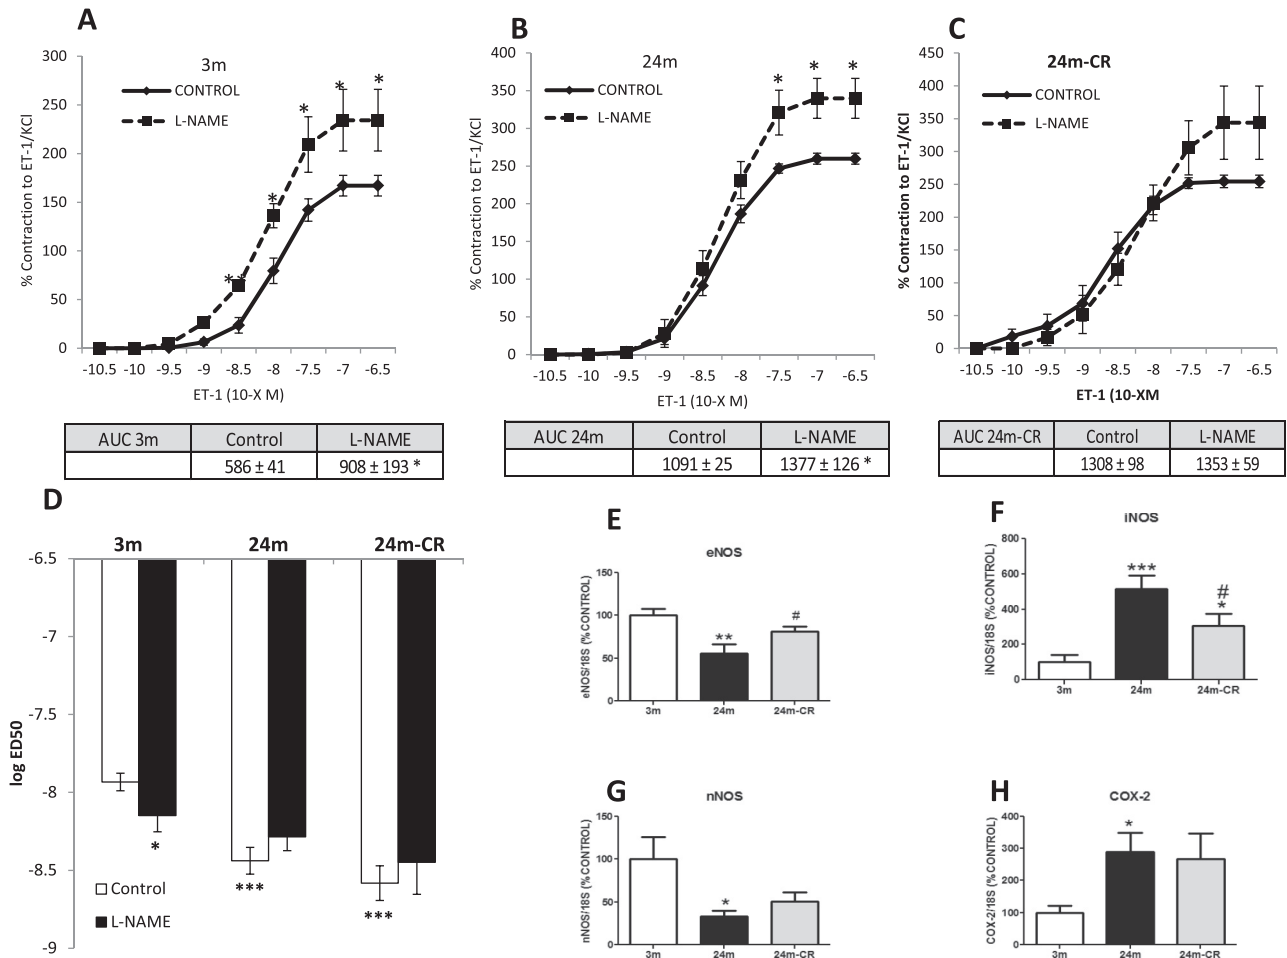 A
3m
CONTROL
L-NAME
% Contraction to ET-1/KCl
300
250
200
150
100
50
0
* * * * **
-10.5 -10 -9.5 -9 -8.5 -8 -7.5 -7 -6.5
ET-1 (10-X M)
AUC 3m Control L-NAME
586 ± 41 908 ± 193 *
B
24m
CONTROL
L-NAME
% Contraction to ET-1/KCl
400
350
300
250
200
150
100
50
0
* * *
-10.5 -10 -9.5 -9 -8.5 -8 -7.5 -7 -6.5
ET-1 (10-X M)
AUC 24m Control L-NAME
1091 ± 25 1377 ± 126 *
C
24m-CR
CONTROL
L-NAME
% Contraction to ET-1/KCl
450
400
350
300
250
200
150
100
50
0
-10.5 -10 -9.5 -9 -8.5 -8 -7.5 -7 -6.5
ET-1 (10-XM
AUC 24m-CR Control L-NAME
1308 ± 98 1353 ± 59
D
3m 24m 24m-CR
log ED50
-6.5
-7
-7.5
-8
-8.5
-9
*
*** ***
Control
L-NAME
E
eNOS
eNOS/18S (%CONTROL)
150
100
50
0
** #
3m 24m 24m-CR
F
iNOS
iNOS/18S (%CONTROL)
800
600
400
200
0
*** #
*
3m 24m 24m-CR
G
nNOS
nNOS/18S (%CONTROL)
150
100
50
0
*
3m 24m 24m-CR
H
COX-2
COX-2/18S (%CONTROL)
400
300
200
100
0
*
3m 24m 24m-CR